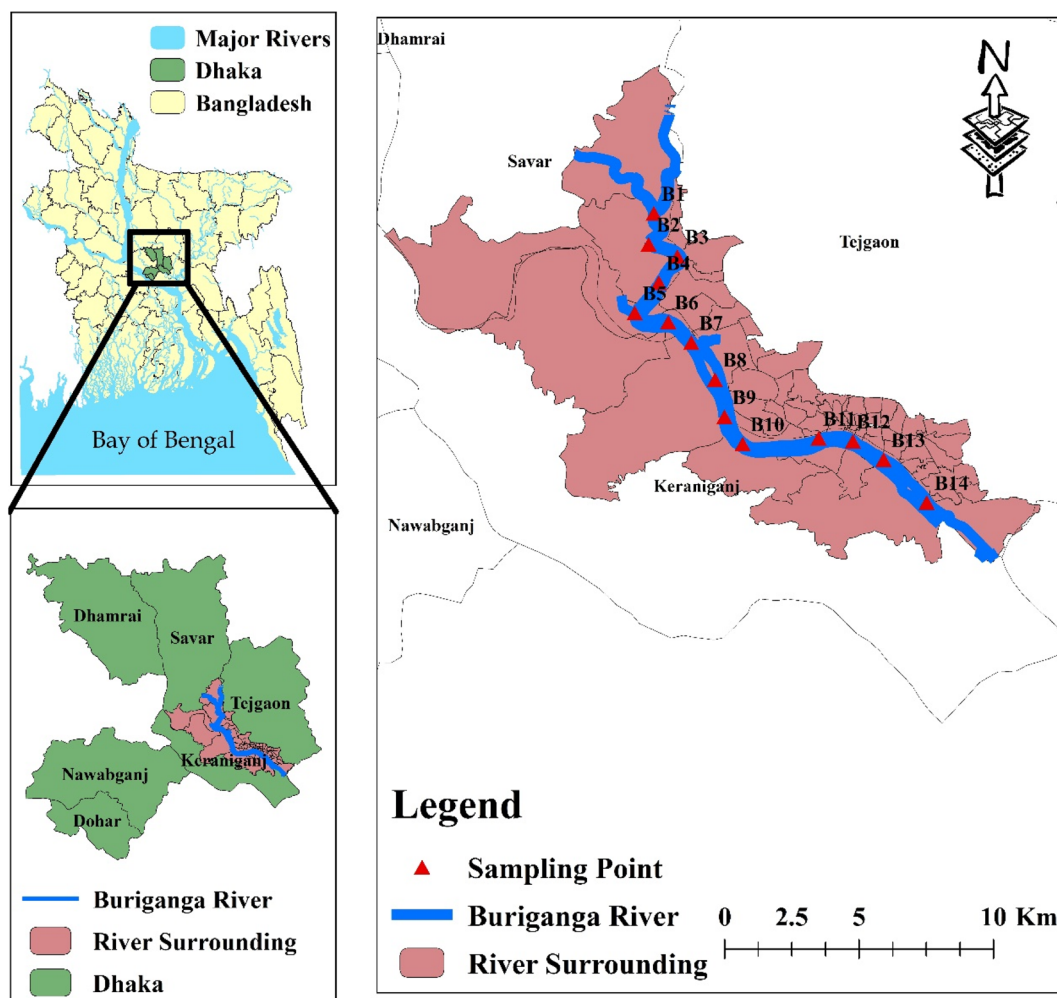 Major Rivers
Dhaka
Bangladesh
Bay of Bengal
Dhamrai
Savar
Tejgaon
Keraniganj
Nawabganj
Dohar
Buriganga River
River Surrounding
Dhaka
Dhamrai
N
Savar
B1
B2
B3
Tejgaon
B4
B5
B6
B7
B8
B9
B10
B11
B12
B13
Keraniganj
B14
Nawabganj
Legend
Sampling Point
Buriganga River
0 2.5 5 10 Km
River Surrounding